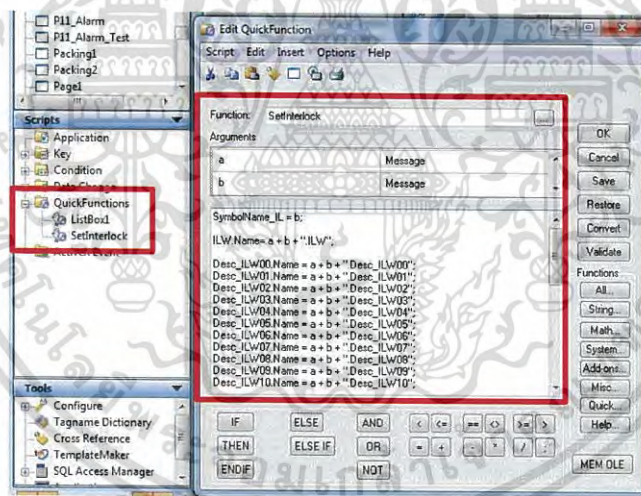 P11_Alarm
P11_Alarm_Test
Packing1
Packing2
Page1
Scripts
Application
Key
Condition
Data Change
QuickFunctions
ListBox1
SetInterlock
ActiveX Event
Tools
Configure
Tagname Dictionary
Cross Reference
TemplateMaker
SQL Access Manager
Edit QuickFunction
Script Edit Insert Options Help
Function: SetInterlock ...
Arguments
a Message
b Message
SymbolName_IL = b;
ILW.Name= a + b + ".ILW";
Desc_ILW00.Name = a + b + ".Desc_ILW00";
Desc_ILW01.Name = a + b + ".Desc_ILW01";
Desc_ILW02.Name = a + b + ".Desc_ILW02";
Desc_ILW03.Name = a + b + ".Desc_ILW03";
Desc_ILW04.Name = a + b + ".Desc_ILW04";
Desc_ILW05.Name = a + b + ".Desc_ILW05";
Desc_ILW06.Name = a + b + ".Desc_ILW06";
Desc_ILW07.Name = a + b + ".Desc_ILW07";
Desc_ILW08.Name = a + b + ".Desc_ILW08";
Desc_ILW09.Name = a + b + ".Desc_ILW09";
Desc_ILW10.Name = a + b + ".Desc_ILW10";
OK
Cancel
Save
Restore
Convert
Validate
Functions
All...
String...
Math...
System...
Add-ons...
Misc...
Quick...
Help...
IF ELSE AND < <= == <> >= >
THEN ELSE IF OR = + - * / ;
ENDIF NOT
MEM OLE